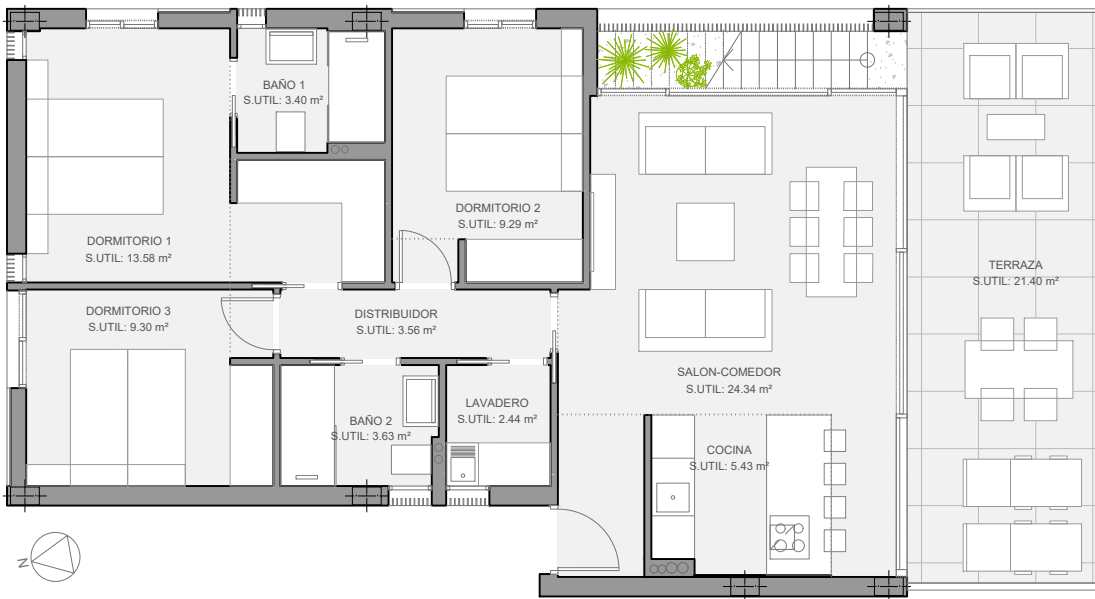 BAÑO 1
S.UTIL: 3.40 m²
DORMITORIO 2
S.UTIL: 9.29 m²
DORMITORIO 1
S.UTIL: 13.58 m²
TERRAZA
S.UTIL: 21.40 m²
DORMITORIO 3
S.UTIL: 9.30 m²
DISTRIBUIDOR
S.UTIL: 3.56 m²
SALON-COMEDOR
S.UTIL: 24.34 m²
LAVADERO
S.UTIL: 2.44 m²
BAÑO 2
S.UTIL: 3.63 m²
COCINA
S.UTIL: 5.43 m²
N